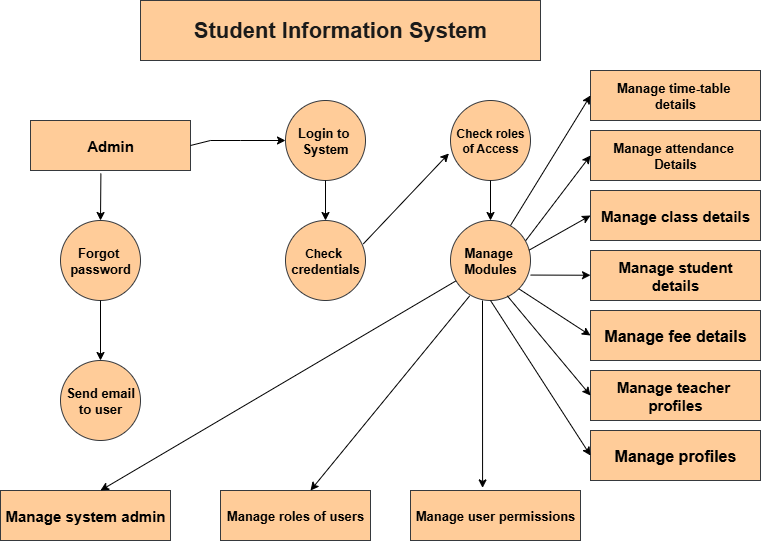 Student Information System
Admin
Login to
System
Check roles
of Access
Manage time-table
details
Manage attendance
Details
Manage class details
Forgot
password
Check
credentials
Manage
Modules
Manage student
details
Manage fee details
Send email
to user
Manage teacher
profiles
Manage profiles
Manage system admin
Manage roles of users
Manage user permissions